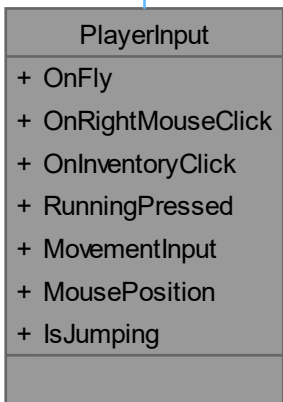 PlayerInput
+ OnFly
+ OnRightMouseClick
+ OnInventoryClick
+ RunningPressed
+ MovementInput
+ MousePosition
+ IsJumping